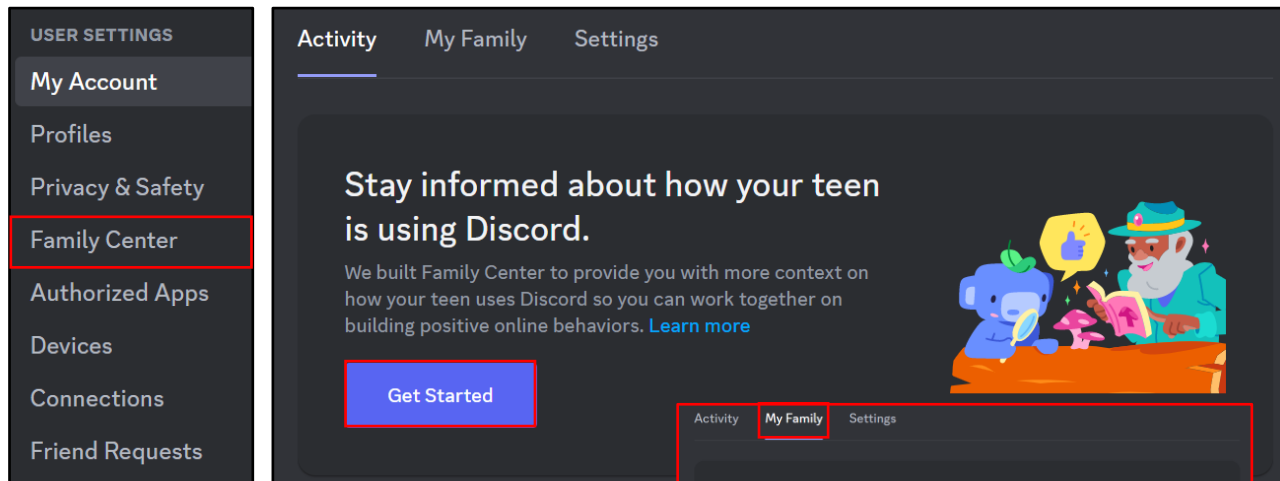 USER SETTINGS
My Account
Profiles
Privacy & Safety
Family Center
Authorized Apps
Devices
Connections
Friend Requests
Activity My Family Settings
Stay informed about how your teen
is using Discord.
We built Family Center to provide you with more context on
how your teen uses Discord so you can work together on
building positive online behaviors. Learn more
Get Started
Activity My Family Settings